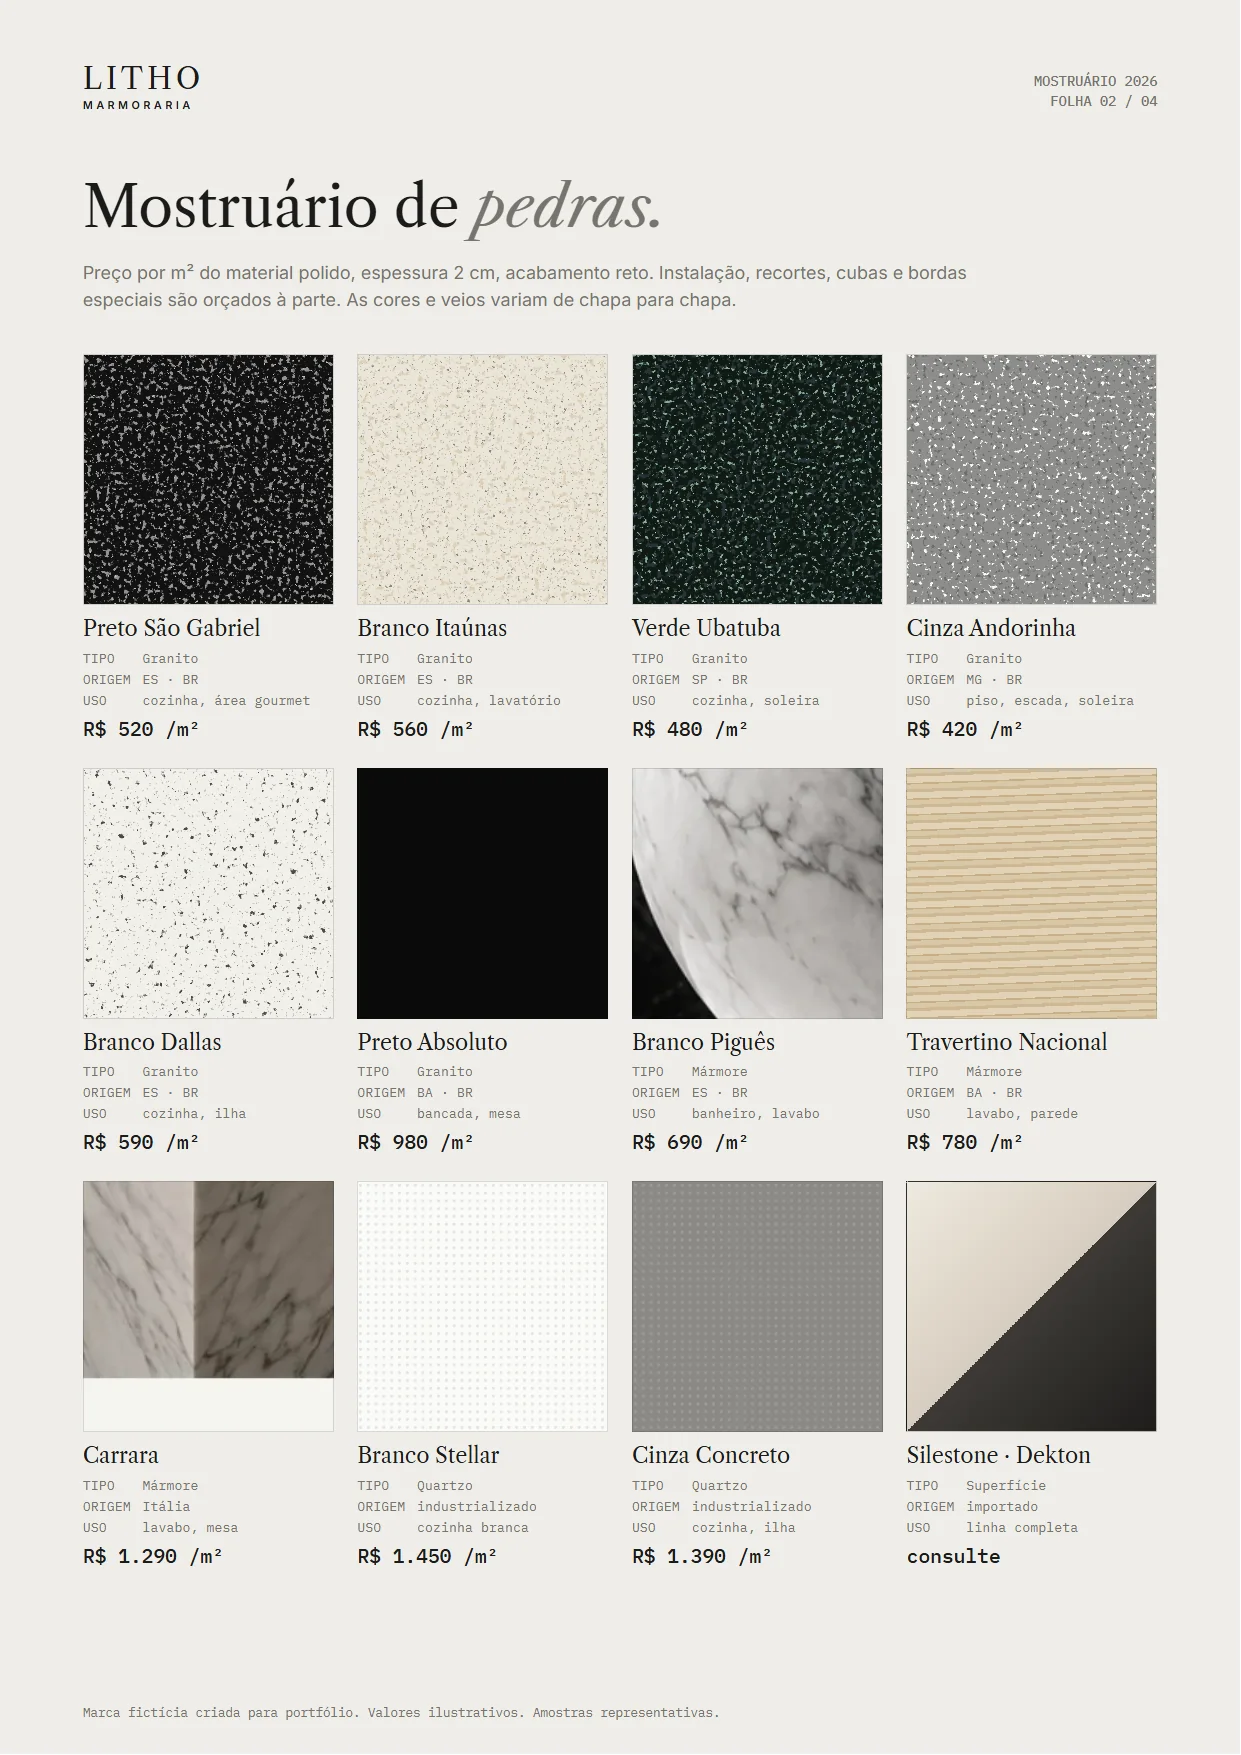 LITHO
MARMORARIA
MOSTRUÁRIO 2026
FOLHA 02 / 04
Mostruário de pedras.
Preço por m² do material polido, espessura 2 cm, acabamento reto. Instalação, recortes, cubas e bordas
especiais são orçados à parte. As cores e veios variam de chapa para chapa.
Preto São Gabriel
TIPO Granito
ORIGEM ES · BR
USO cozinha, área gourmet
R$ 520 /m²
Branco Itaúnas
TIPO Granito
ORIGEM ES · BR
USO cozinha, lavatório
R$ 560 /m²
Verde Ubatuba
TIPO Granito
ORIGEM SP · BR
USO cozinha, soleira
R$ 480 /m²
Cinza Andorinha
TIPO Granito
ORIGEM MG · BR
USO piso, escada, soleira
R$ 420 /m²
Branco Dallas
TIPO Granito
ORIGEM ES · BR
USO cozinha, ilha
R$ 590 /m²
Preto Absoluto
TIPO Granito
ORIGEM BA · BR
USO bancada, mesa
R$ 980 /m²
Branco Piguês
TIPO Mármore
ORIGEM ES · BR
USO banheiro, lavabo
R$ 690 /m²
Travertino Nacional
TIPO Mármore
ORIGEM BA · BR
USO lavabo, parede
R$ 780 /m²
Carrara
TIPO Mármore
ORIGEM Itália
USO lavabo, mesa
R$ 1.290 /m²
Branco Stellar
TIPO Quartzo
ORIGEM industrializado
USO cozinha branca
R$ 1.450 /m²
Cinza Concreto
TIPO Quartzo
ORIGEM industrializado
USO cozinha, ilha
R$ 1.390 /m²
Silestone · Dekton
TIPO Superfície
ORIGEM importado
USO linha completa
consulte
Marca fictícia criada para portfólio. Valores ilustrativos. Amostras representativas.